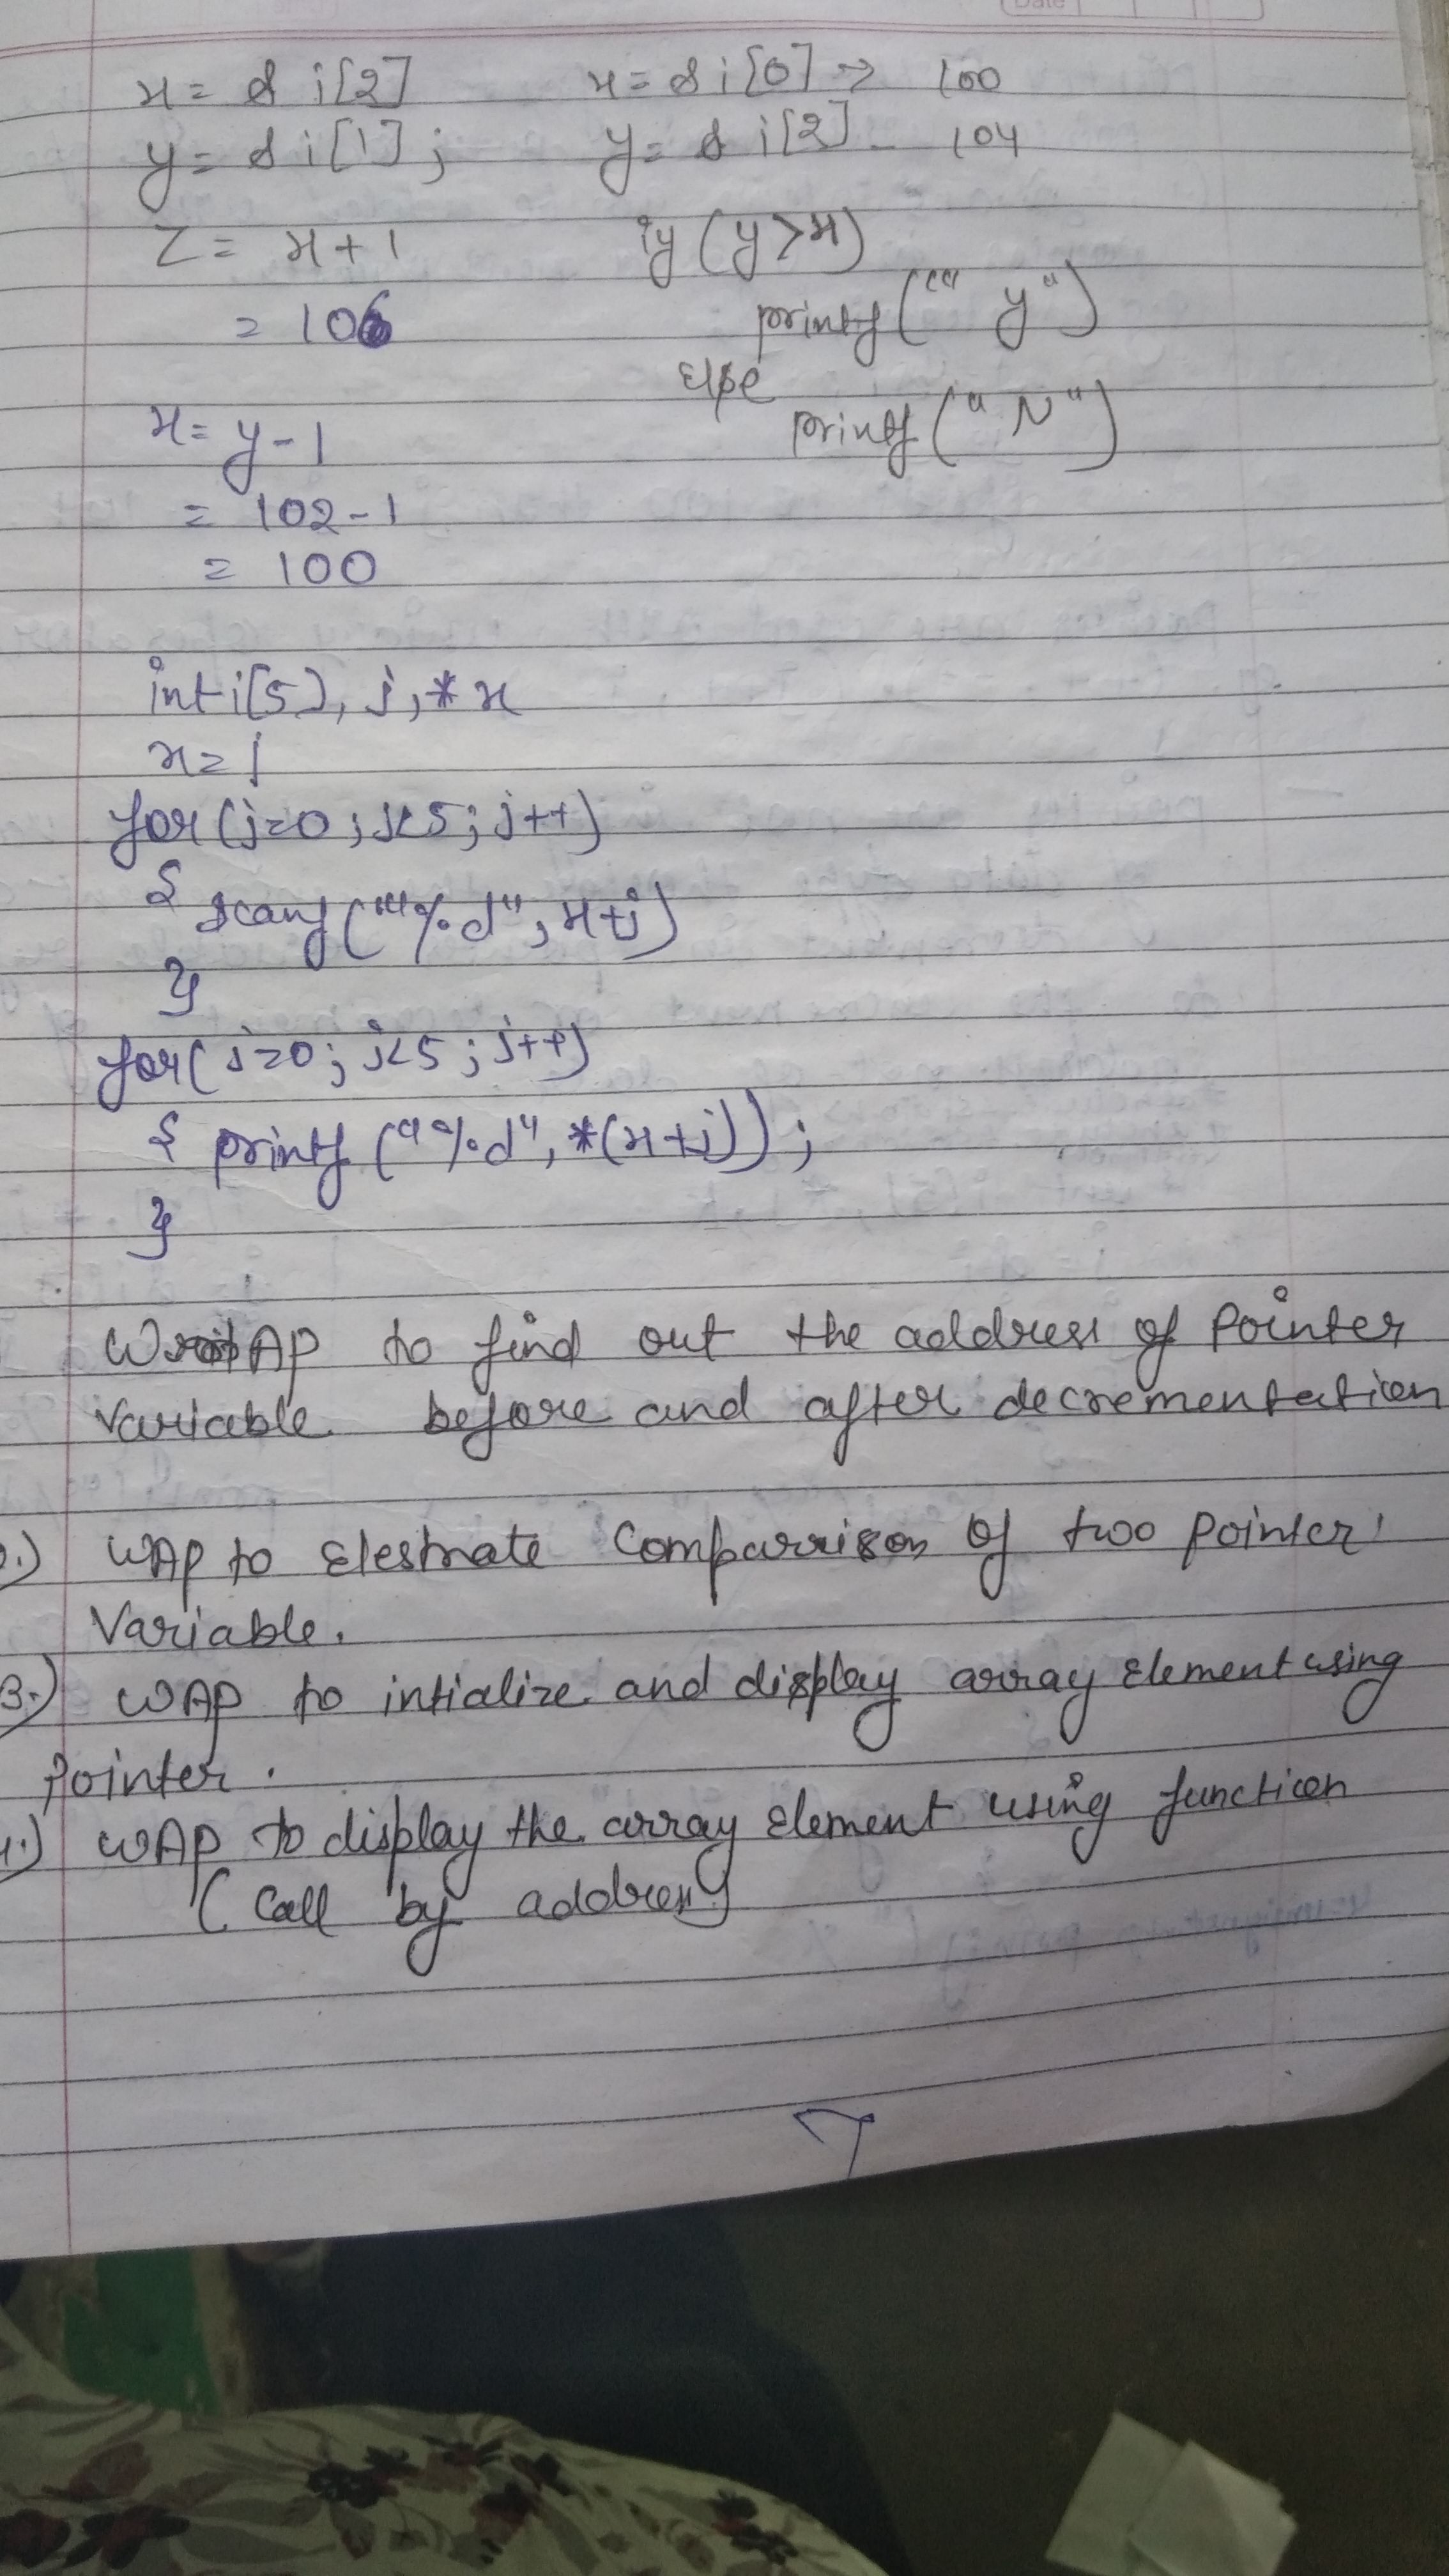 Date
x = & i[2]
y = & i[1];
z = x + 1
= 106
x = y - 1
= 102 - 1
= 100
x = & i[0] → 100
y = & i[2] - 104
if (y > x)
printf (" y ")
else
printf (" N ")
int i[5], j, * x
x = i
for (j=0 ; j<5 ; j++)
{ scanf ("%d", x+j)
}
for (j=0 ; j<5 ; j++)
{ printf ("%d", *(x+j)) ;
}
WAP to find out the address of Pointer
Variable before and after decrementation
2.) WAP to Elestrate Comparrison of two pointer
Variable.
3.) WAP to intialize and display array Element using
Pointer.
4.) WAP to display the array Element using function
( Call by address)